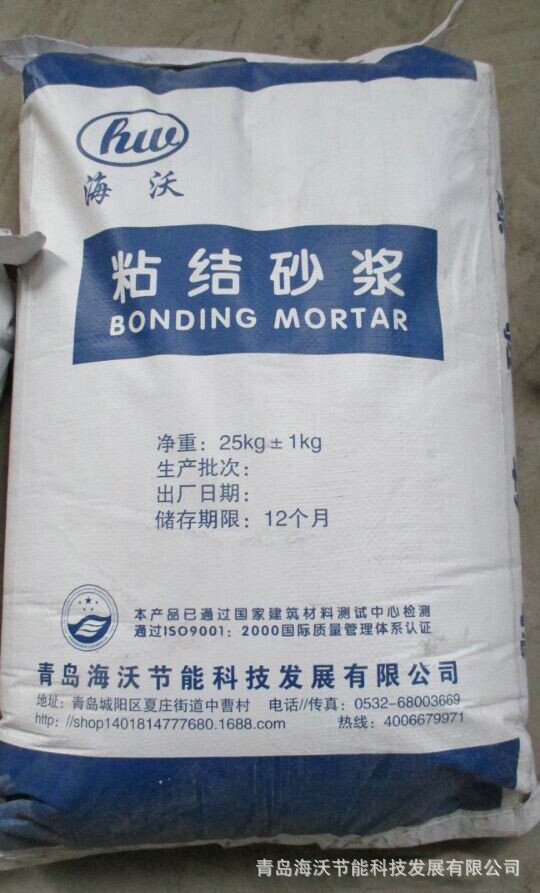 hw
海沃
粘结砂浆
BONDING MORTAR
净重：25kg±1kg
生产批次：
出厂日期：
储存期限：12个月
本产品已通过国家建筑材料测试中心检测
通过ISO9001：2000国际质量管理体系认证
青岛海沃节能科技发展有限公司
地址：青岛城阳区夏庄街道中曹村 电话//传真：0532-68003669
http：//shop1401814777680.1688.com 热线：4006679971
青岛海沃节能科技发展有限公司